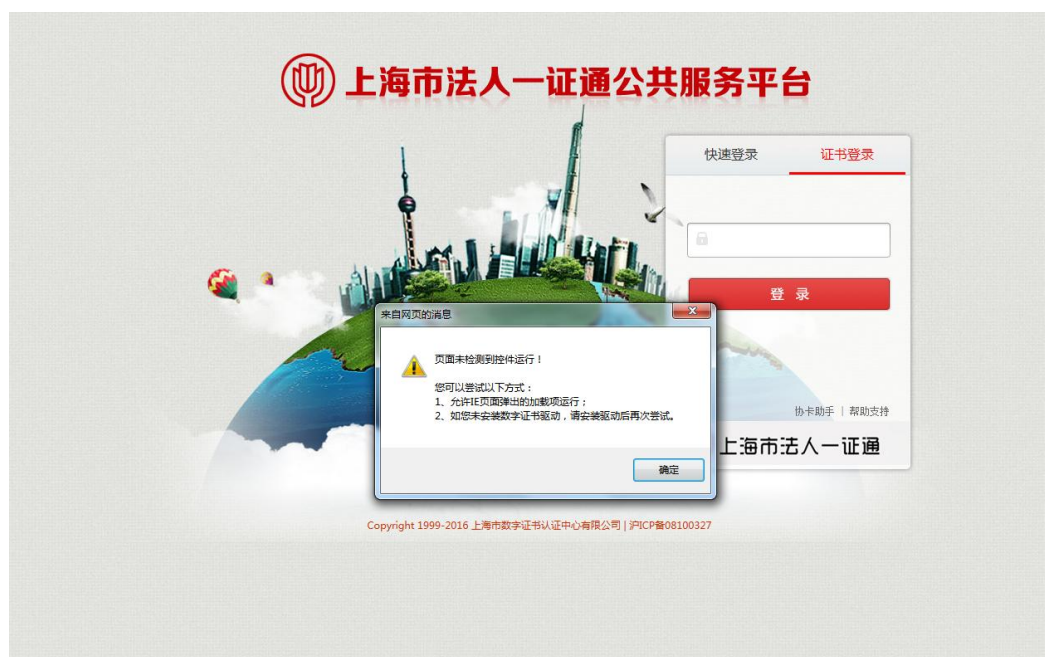 上海市法人一证通公共服务平台
快速登录 证书登录
登 录
来自网页的消息
页面未检测到控件运行！
您可以尝试以下方式：
1、允许IE页面弹出的加载项运行；
2、如您未安装数字证书驱动，请安装驱动后再次尝试。
确定
协卡助手 | 帮助支持
上海市法人一证通
Copyright 1999-2016 上海市数字证书认证中心有限公司 | 沪ICP备08100327